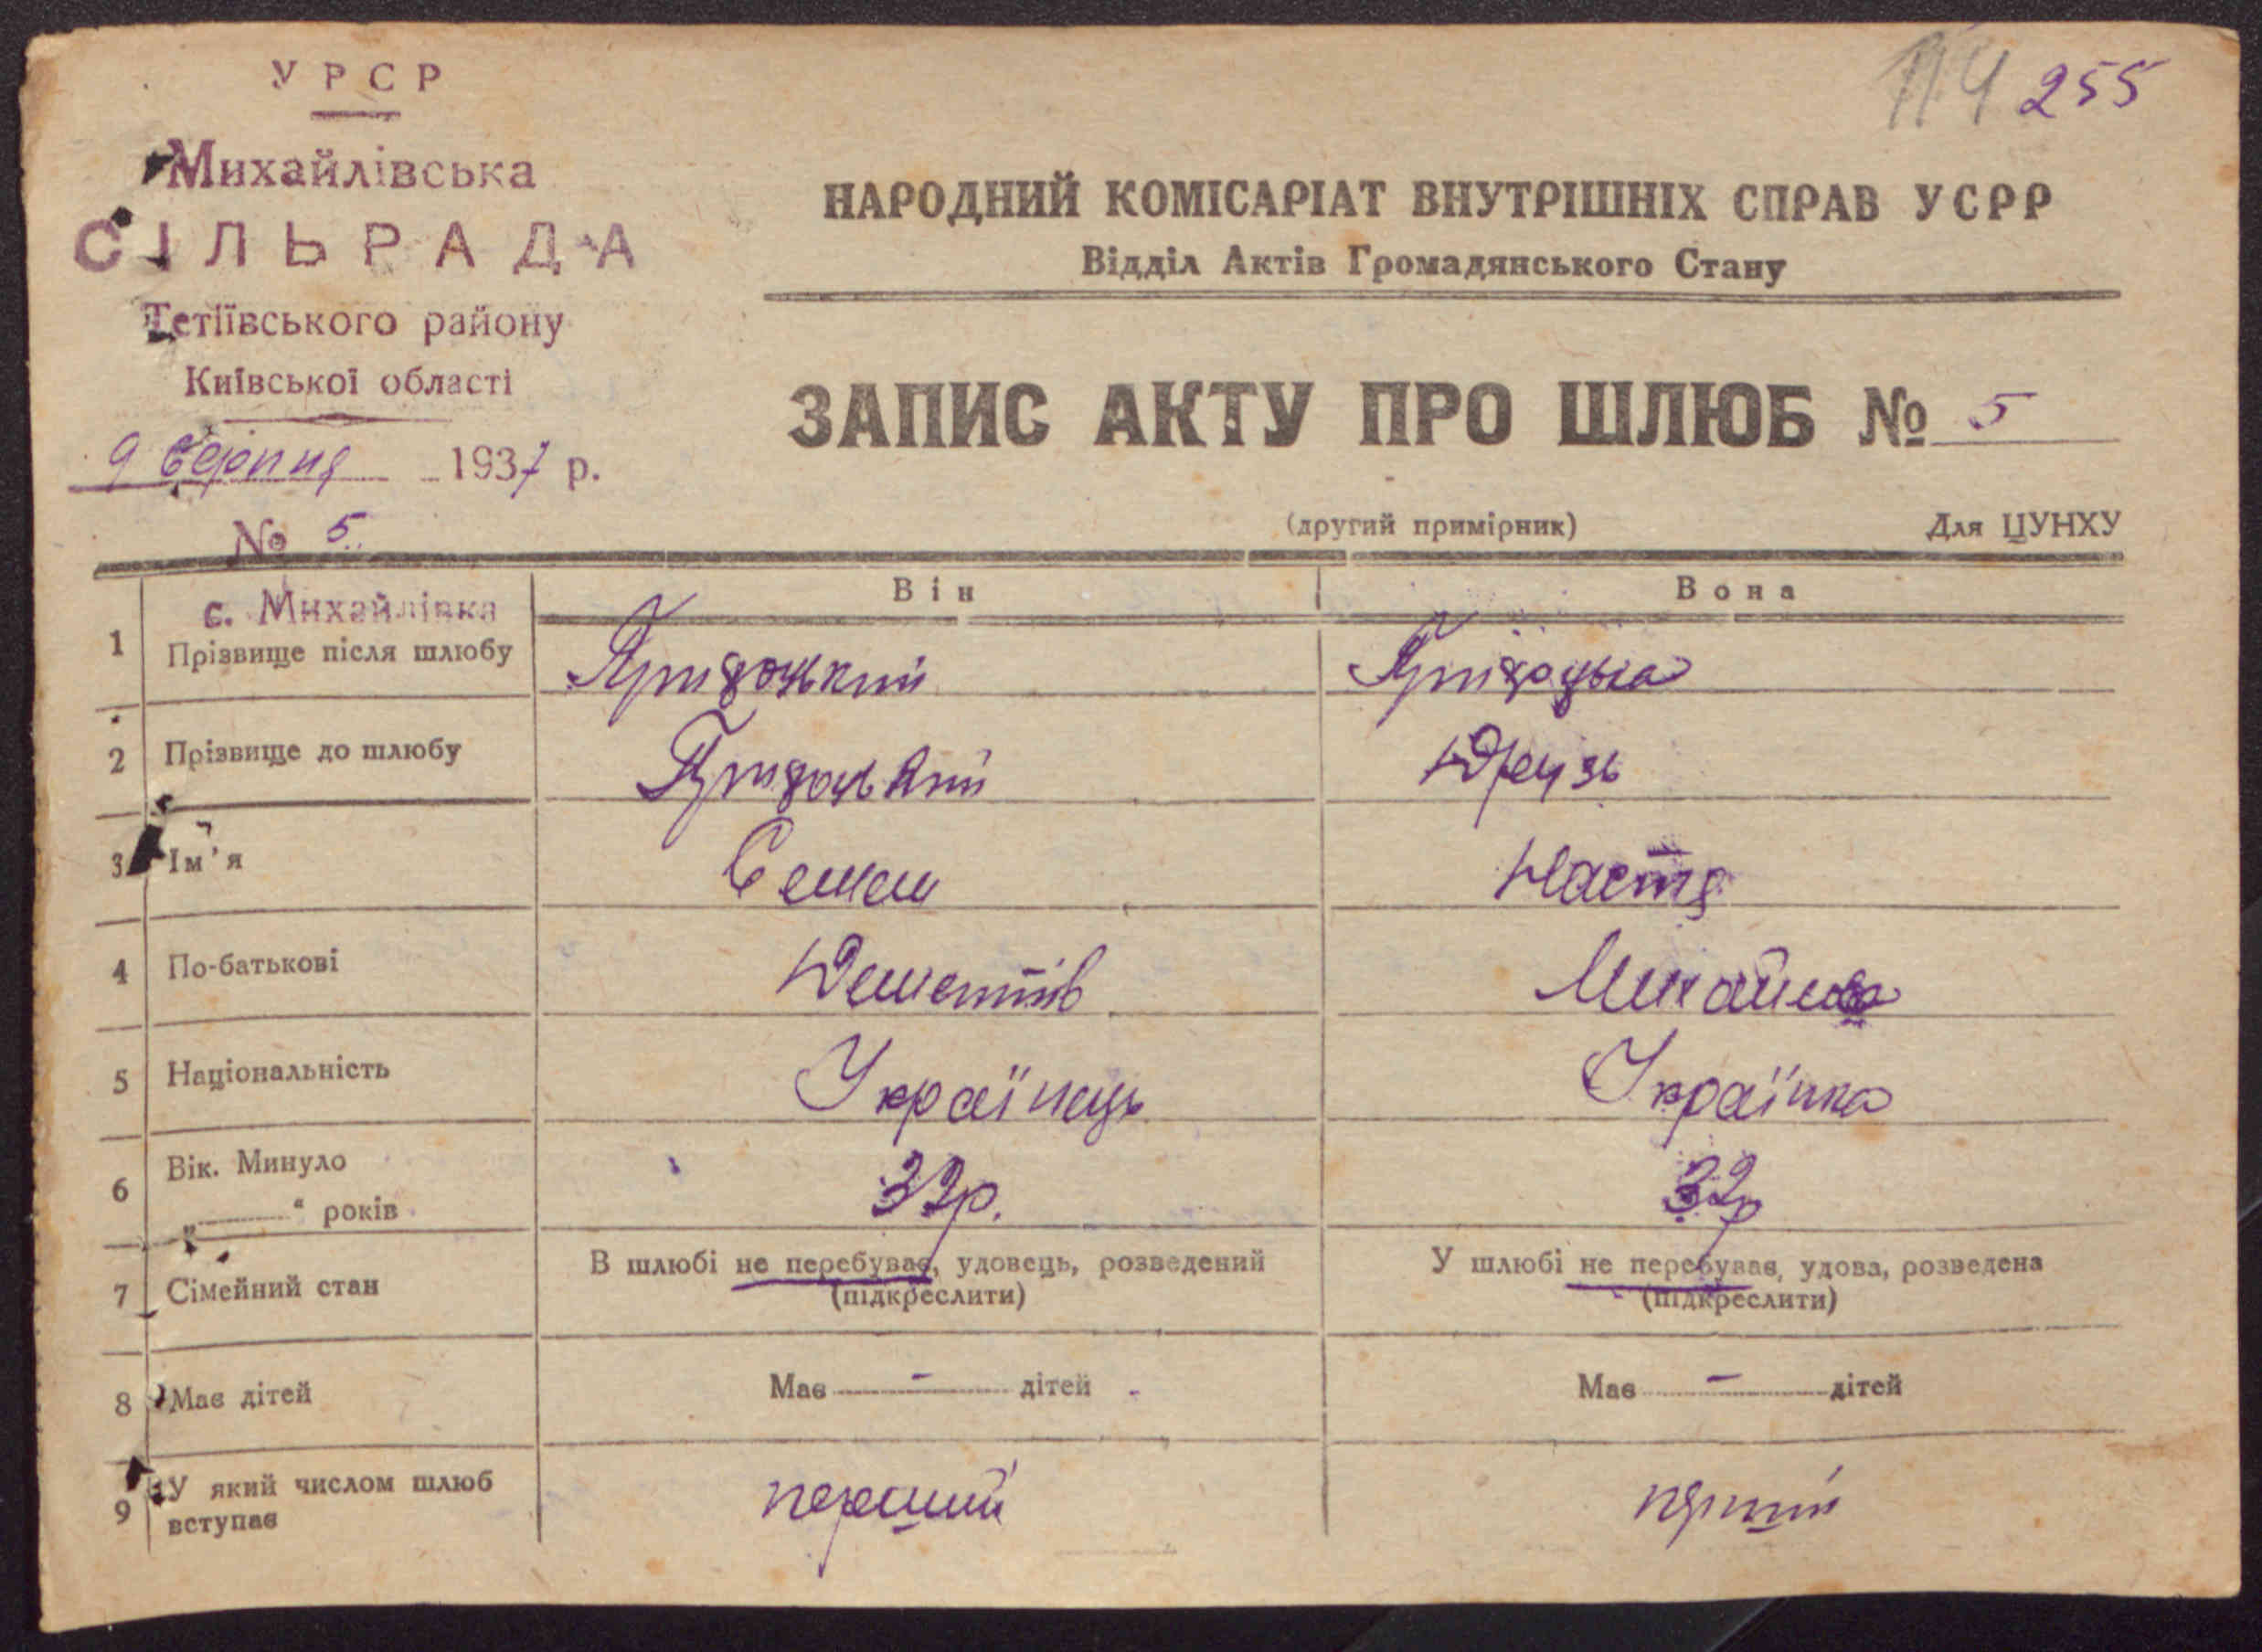 УРСР
114 255
Михайлівська
СІЛЬРАДА
Тетіївського району
Київської області
9 Серпня 1937 р.
№ 5
НАРОДНИЙ КОМІСАРІАТ ВНУТРІШНІХ СПРАВ УСРР
Відділ Актів Громадянського Стану
ЗАПИС АКТУ ПРО ШЛЮБ № 5
(другий примірник) Для ЦУНХУ
с. Михайлівка
Він Вона
1 Прізвище після шлюбу
2 Прізвище до шлюбу
3 Ім'я Семен Настя
4 По-батькові Дементіїв Михайлова
5 Національність Українець Українка
6 Вік. Минуло
„ “ років 32р. 32р
7 Сімейний стан В шлюбі не перебуває, удовець, розведений У шлюбі не перебуває, удова, розведена
(підкреслити) (підкреслити)
8 Має дітей Має - дітей Має - дітей
9 У який числом шлюб
вступає перший перший